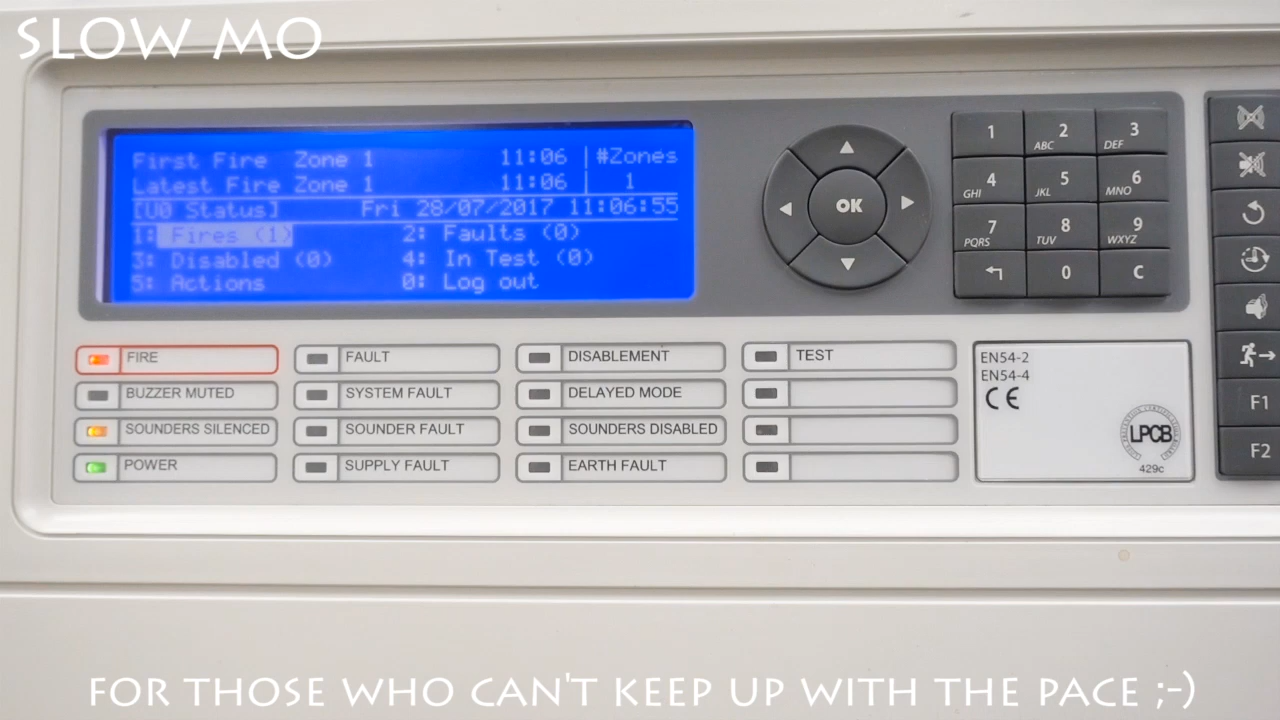 SLOW MO
First Fire Zone 1 11:06 #Zones
Latest Fire Zone 1 11:06 1
[U0 Status] Fri 28/07/2017 11:06:55
1: Fires (1) 2: Faults (0)
3: Disabled (0) 4: In Test (0)
5: Actions 0: Log out
OK
1 2 ABC 3 DEF
GHI 4 JKL 5 MNO 6
PQRS 7 TUV 8 WXYZ 9
0 C
F1
F2
FIRE FAULT DISABLEMENT TEST
BUZZER MUTED SYSTEM FAULT DELAYED MODE
SOUNDERS SILENCED SOUNDER FAULT SOUNDERS DISABLED
POWER SUPPLY FAULT EARTH FAULT
EN54-2
EN54-4
CE
LPCB
429c
FOR THOSE WHO CAN'T KEEP UP WITH THE PACE ;-)